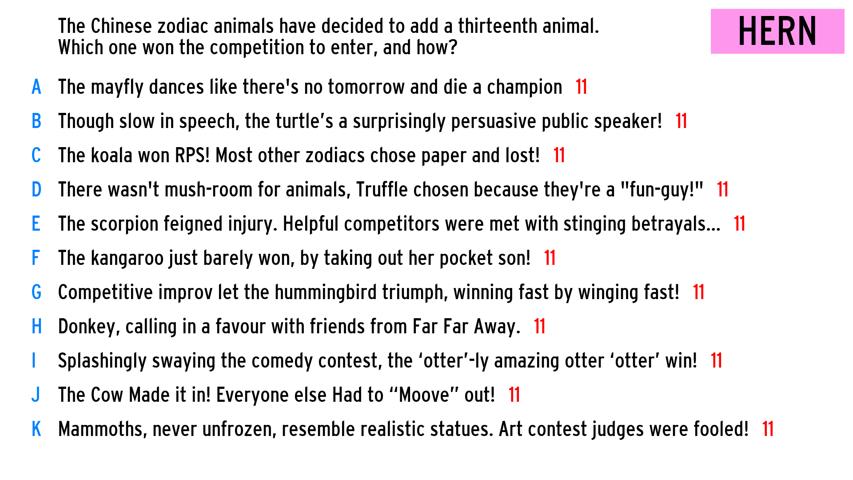 The Chinese zodiac animals have decided to add a thirteenth animal.
Which one won the competition to enter, and how?
HERN
A The mayfly dances like there's no tomorrow and die a champion 11
B Though slow in speech, the turtle’s a surprisingly persuasive public speaker! 11
C The koala won RPS! Most other zodiacs chose paper and lost! 11
D There wasn't mush-room for animals, Truffle chosen because they're a "fun-guy!" 11
E The scorpion feigned injury. Helpful competitors were met with stinging betrayals... 11
F The kangaroo just barely won, by taking out her pocket son! 11
G Competitive improv let the hummingbird triumph, winning fast by winging fast! 11
H Donkey, calling in a favour with friends from Far Far Away. 11
I Splashingly swaying the comedy contest, the ‘otter’-ly amazing otter ‘otter’ win! 11
J The Cow Made it in! Everyone else Had to “Moove” out! 11
K Mammoths, never unfrozen, resemble realistic statues. Art contest judges were fooled! 11